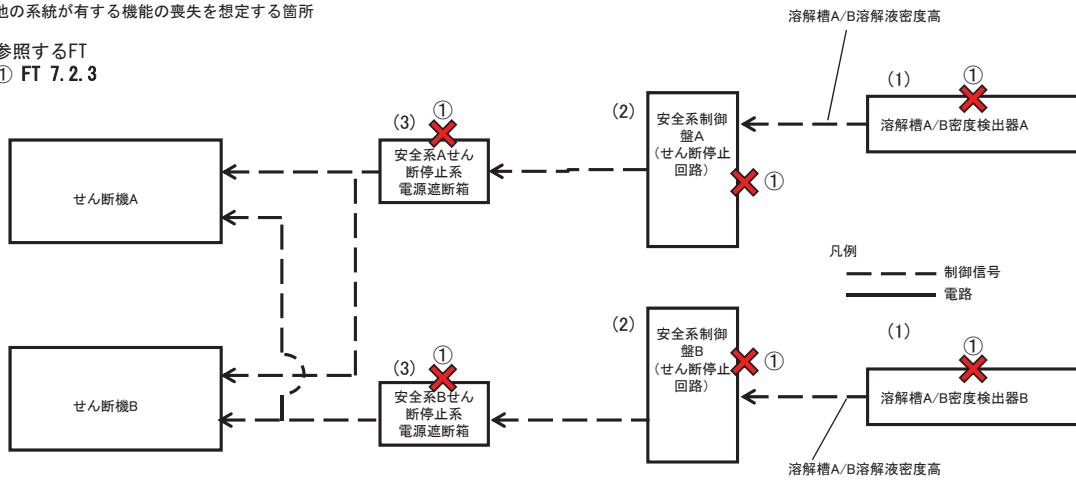 他の系統が有する機能の喪失を想定する箇所
参照するFT
① FT 7.2.3
溶解槽A/B溶解液密度高
(1)
①
溶解槽A/B密度検出器A
(2)
安全系制御
盤A
(せん断停止
回路)
①
(3)
①
安全系Aせん
断停止系
電源遮断箱
せん断機A
凡例
制御信号
電路
(1)
①
溶解槽A/B密度検出器B
(2)
安全系制御
盤B
(せん断停止
回路)
①
(3)
①
安全系Bせん
断停止系
電源遮断箱
せん断機B
溶解槽A/B溶解液密度高